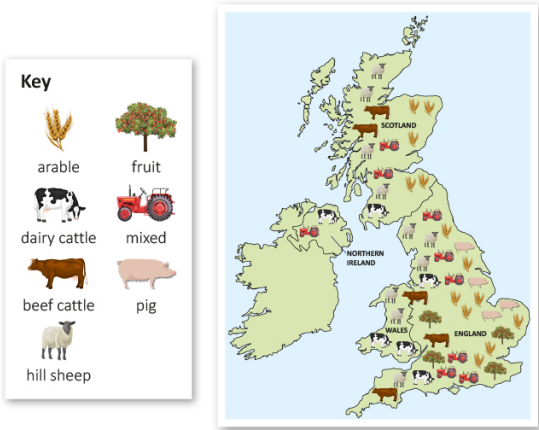 Key
arable
fruit
dairy cattle
mixed
beef cattle
pig
hill sheep
SCOTLAND
NORTHERN
IRELAND
WALES
ENGLAND